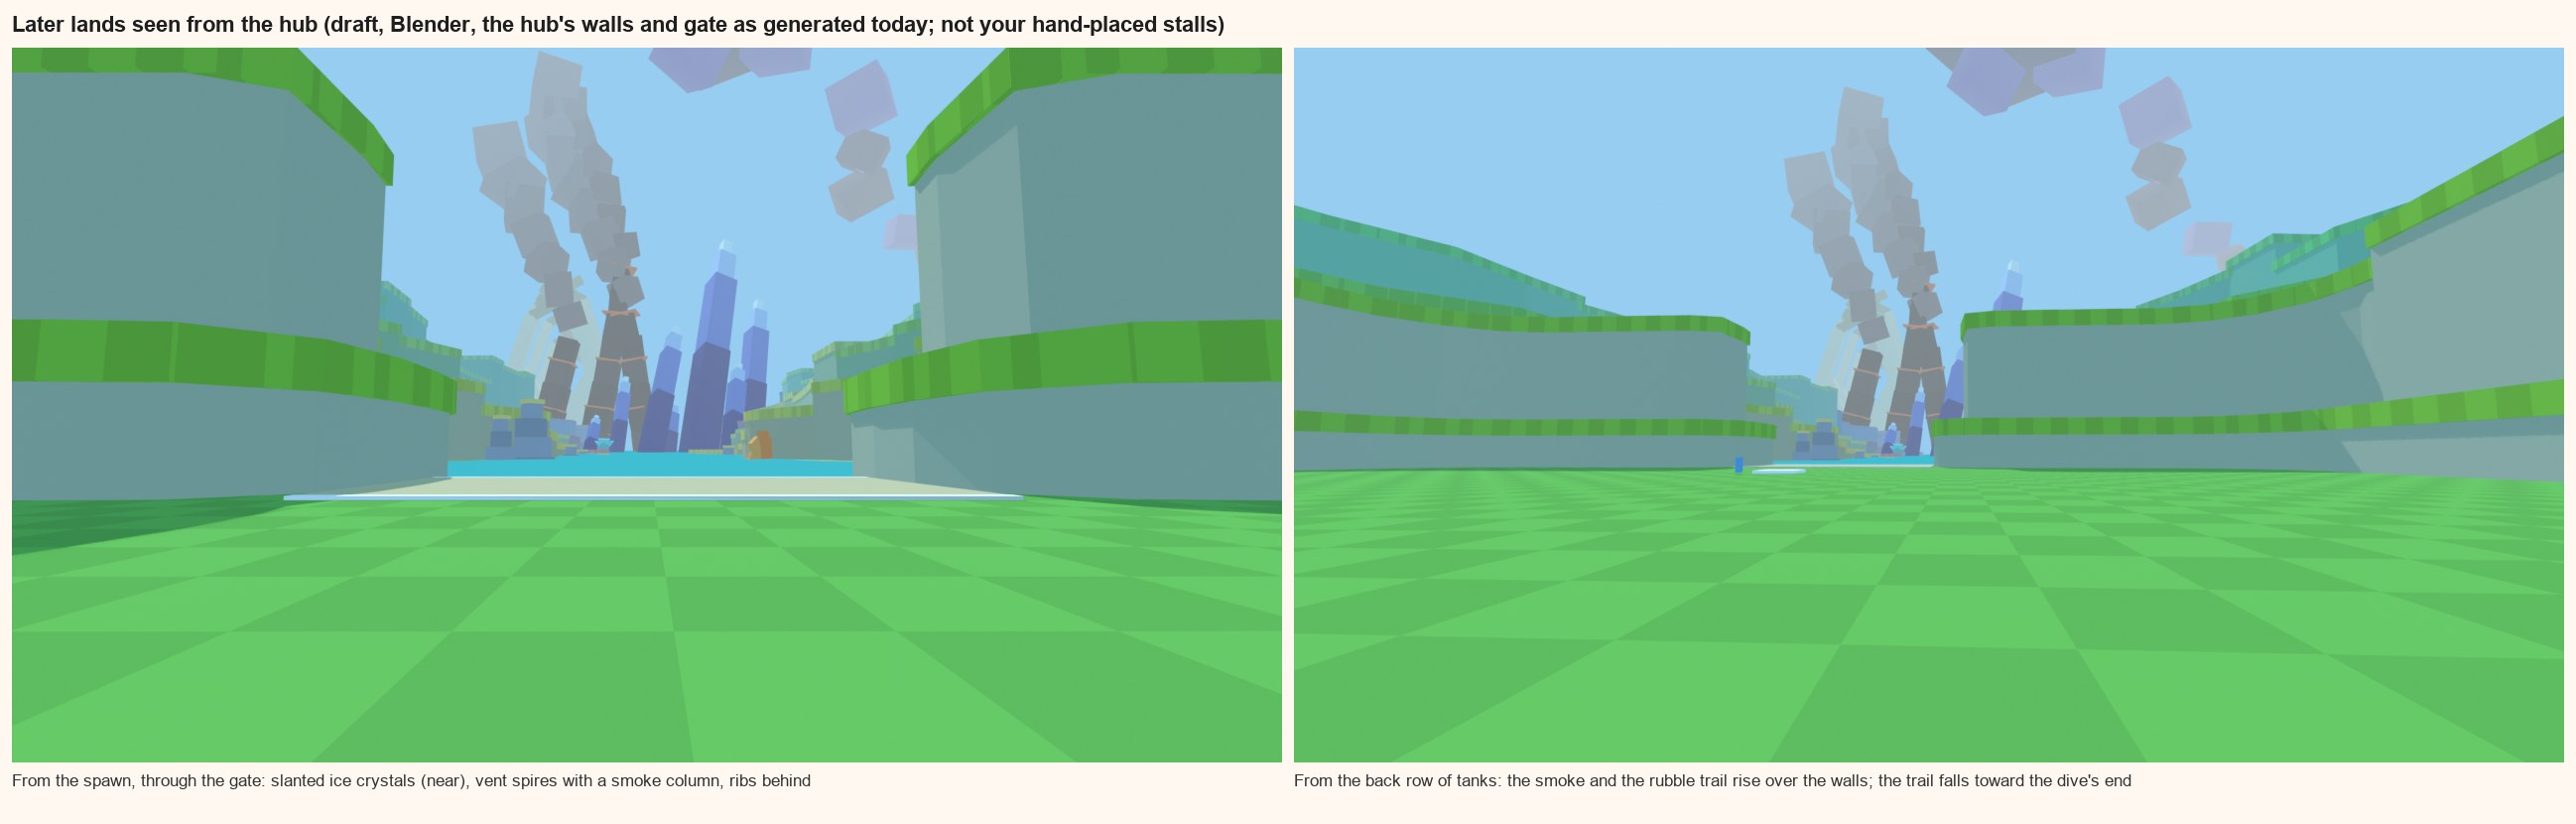 Later lands seen from the hub (draft, Blender, the hub's walls and gate as generated today; not your hand-placed stalls)
From the spawn, through the gate: slanted ice crystals (near), vent spires with a smoke column, ribs behind
From the back row of tanks: the smoke and the rubble trail rise over the walls; the trail falls toward the dive's end